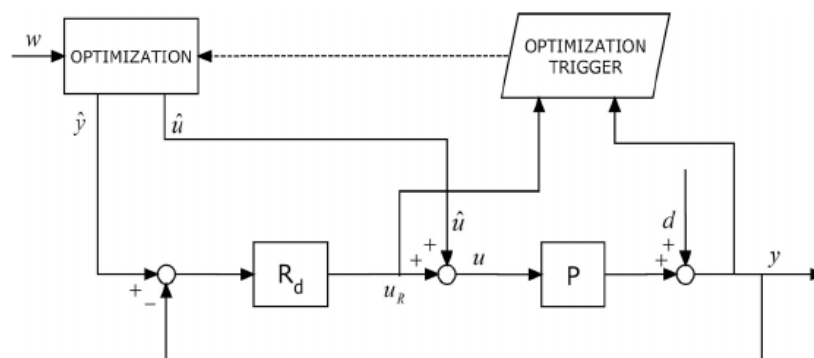 w
OPTIMIZATION
OPTIMIZATION
TRIGGER
ŷ
û
û
d
+
+
+
u
+
+
y
+
−
R_d
u_R
P